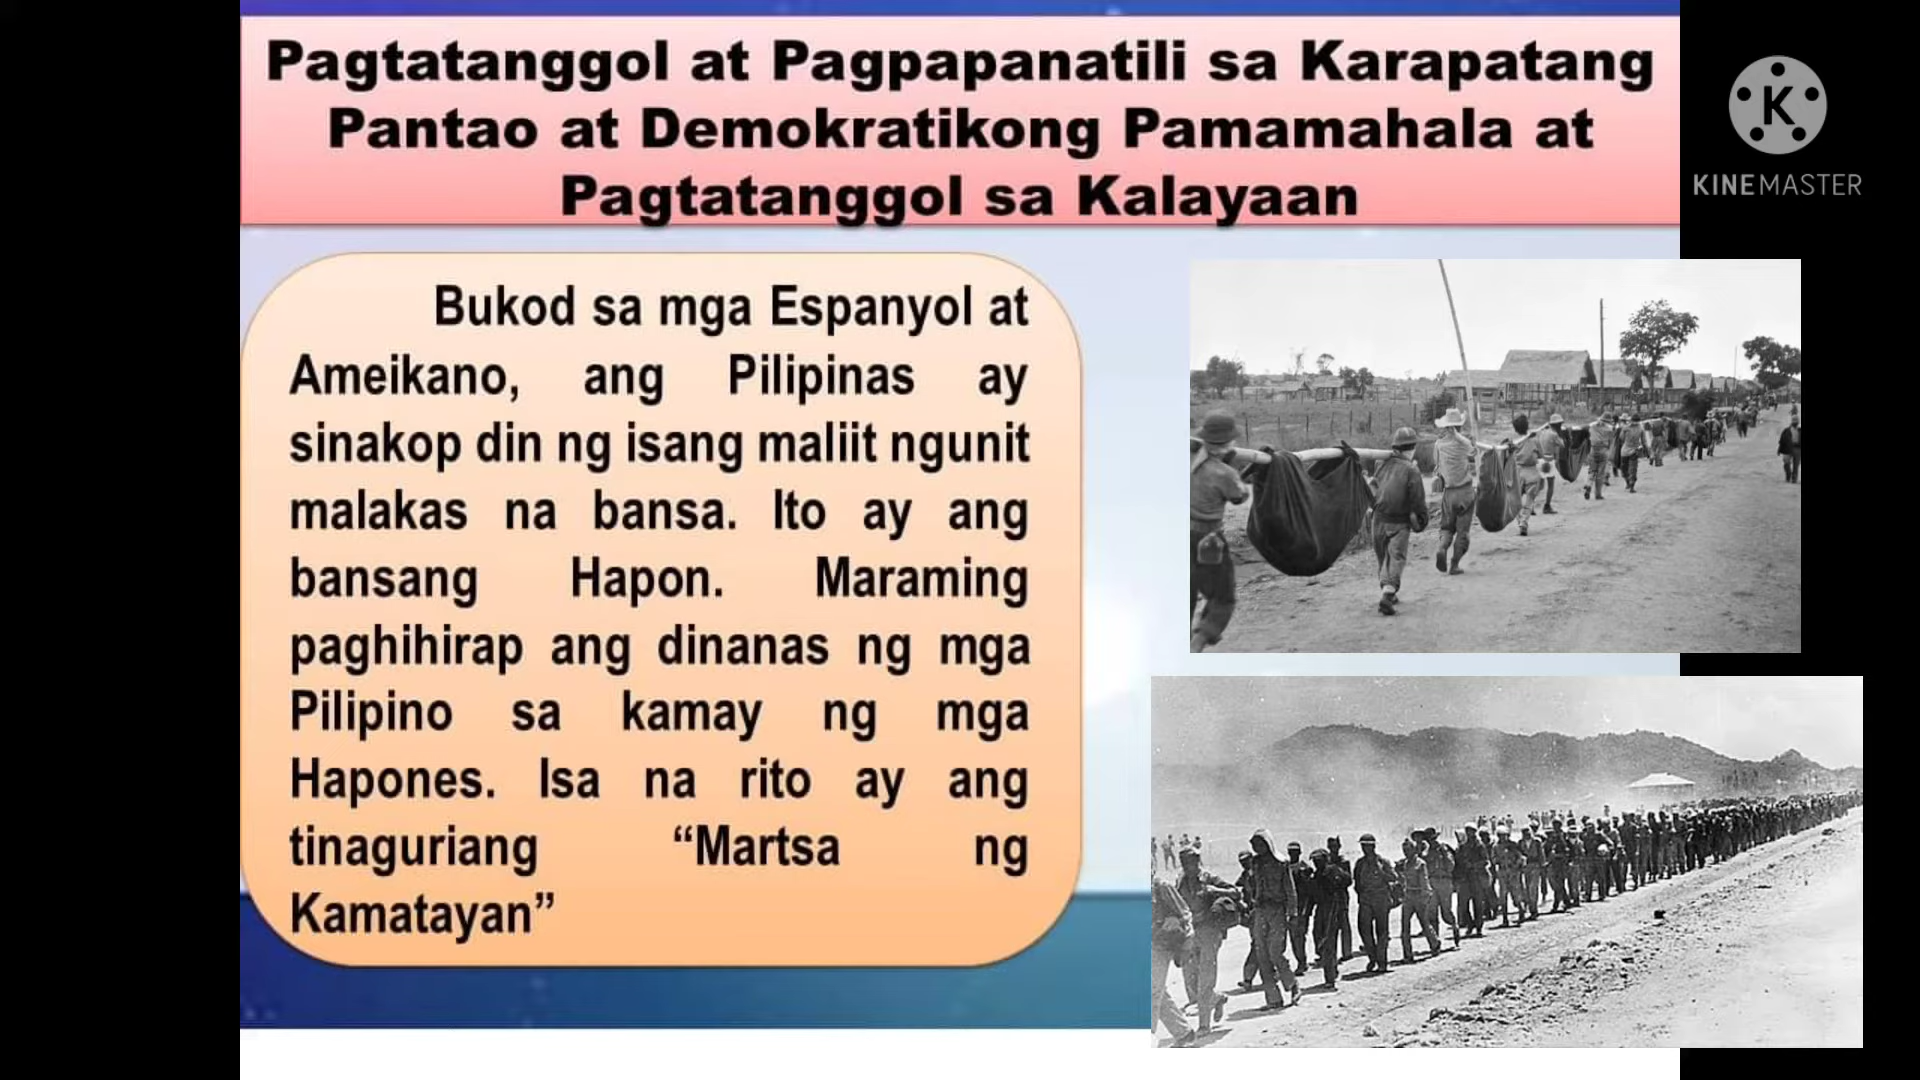 Pagtatanggol at Pagpapanatili sa Karapatang
Pantao at Demokratikong Pamamahala at
Pagtatanggol sa Kalayaan
K
KINEMASTER
Bukod sa mga Espanyol at
Ameikano, ang Pilipinas ay
sinakop din ng isang maliit ngunit
malakas na bansa. Ito ay ang
bansang Hapon. Maraming
paghihirap ang dinanas ng mga
Pilipino sa kamay ng mga
Hapones. Isa na rito ay ang
tinaguriang “Martsa ng
Kamatayan”